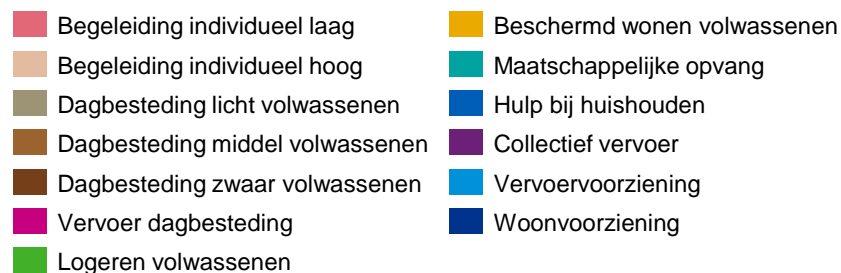 Begeleiding individueel laag
Begeleiding individueel hoog
Dagbesteding licht volwassenen
Dagbesteding middel volwassenen
Dagbesteding zwaar volwassenen
Vervoer dagbesteding
Logeren volwassenen
Beschermd wonen volwassenen
Maatschappelijke opvang
Hulp bij huishouden
Collectief vervoer
Vervoervoorziening
Woonvoorziening